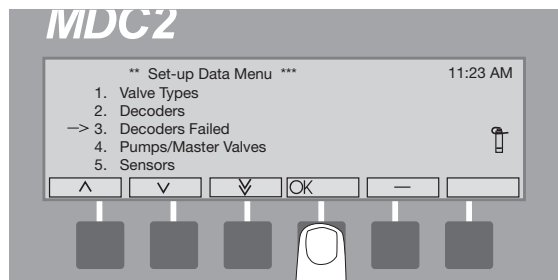 MDC2
** Set-up Data Menu *** 11:23 AM
1. Valve Types
2. Decoders
—> 3. Decoders Failed
4. Pumps/Master Valves
5. Sensors
OK —